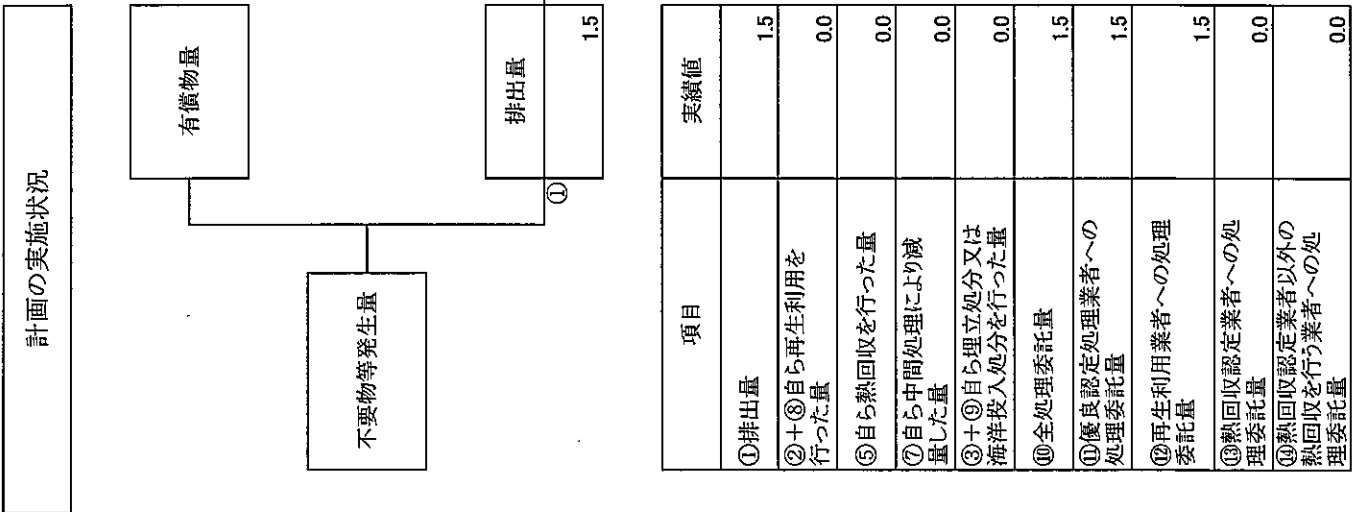 計画の実施状況
不要物等発生量
有償物量
排出量
①
1.5
項目
実績値
①排出量
1.5
②+⑧自ら再生利用を
行った量
0.0
⑤自ら熱回収を行った量
0.0
⑦自ら中間処理により減
量した量
0.0
③+⑨自ら埋立処分又は
海洋投入処分を行った量
0.0
⑩全処理委託量
1.5
⑪優良認定処理業者への
処理委託量
1.5
⑫再生利用業者への処理
委託量
1.5
⑬熱回収認定業者への処
理委託量
0.0
⑭熱回収認定業者以外の
熱回収を行う業者への処
理委託量
0.0